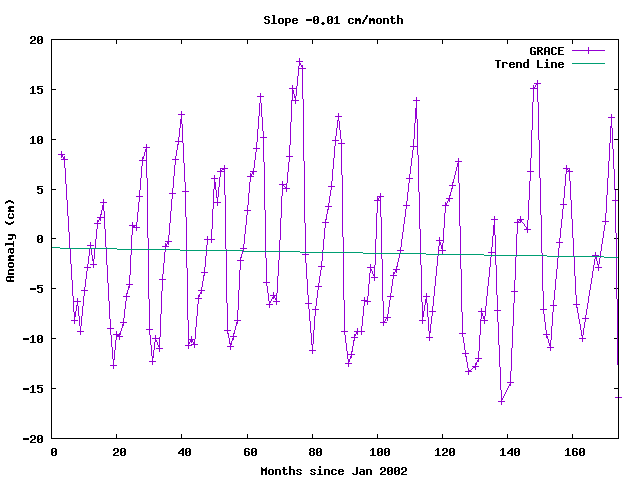 Slope -0.01 cm/month
GRACE
Trend Line
20
15
10
5
0
-5
-10
-15
-20
Anomaly (cm)
0 20 40 60 80 100 120 140 160
Months since Jan 2002